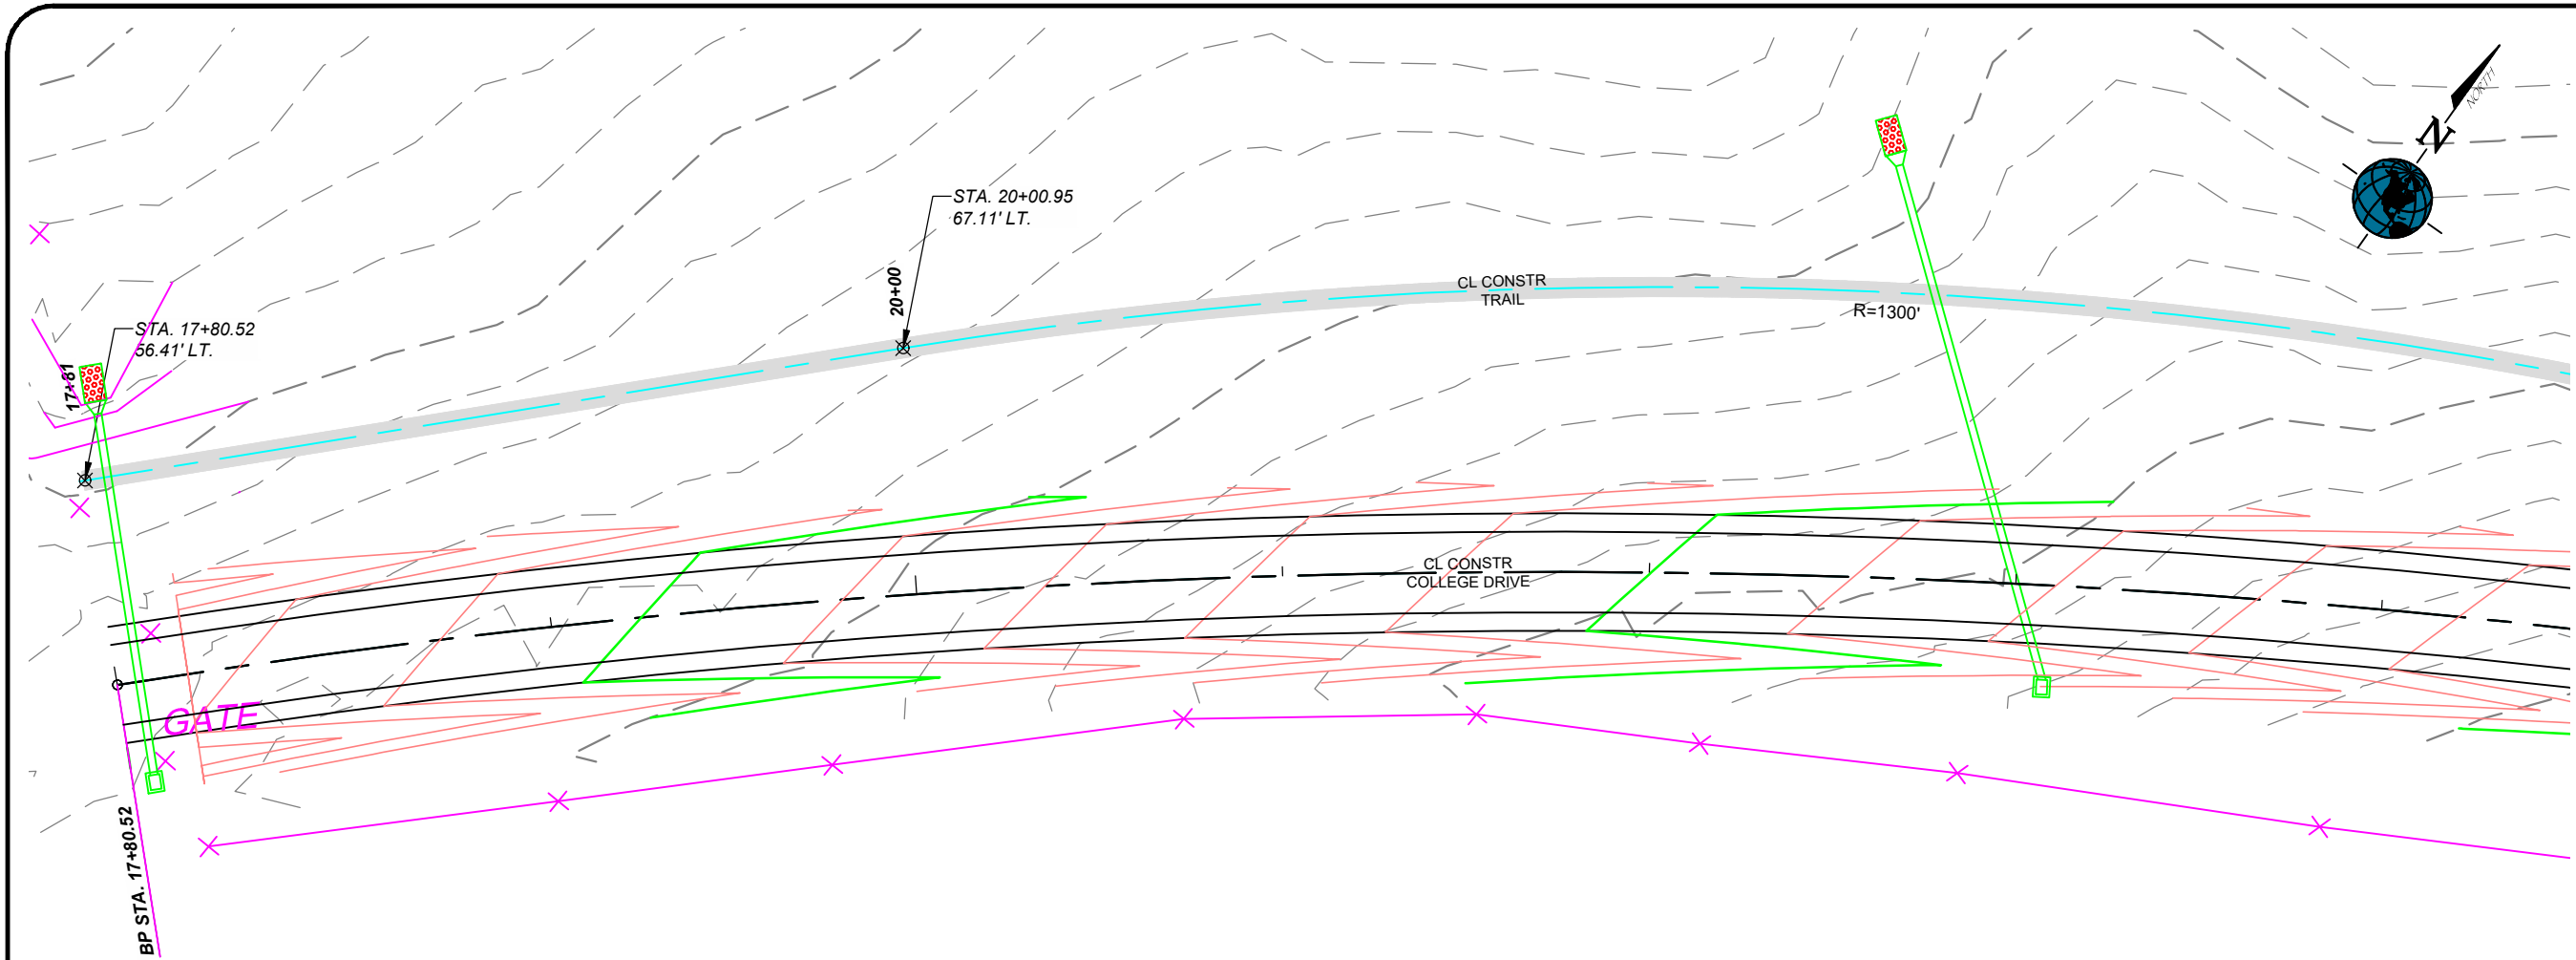 STA. 20+00.95
67.11' LT.
20+00
STA. 17+80.52
56.41' LT.
17+81
CL CONSTR
TRAIL
R=1300'
CL CONSTR
COLLEGE DRIVE
GATE
BP STA. 17+80.52
N
NORTH